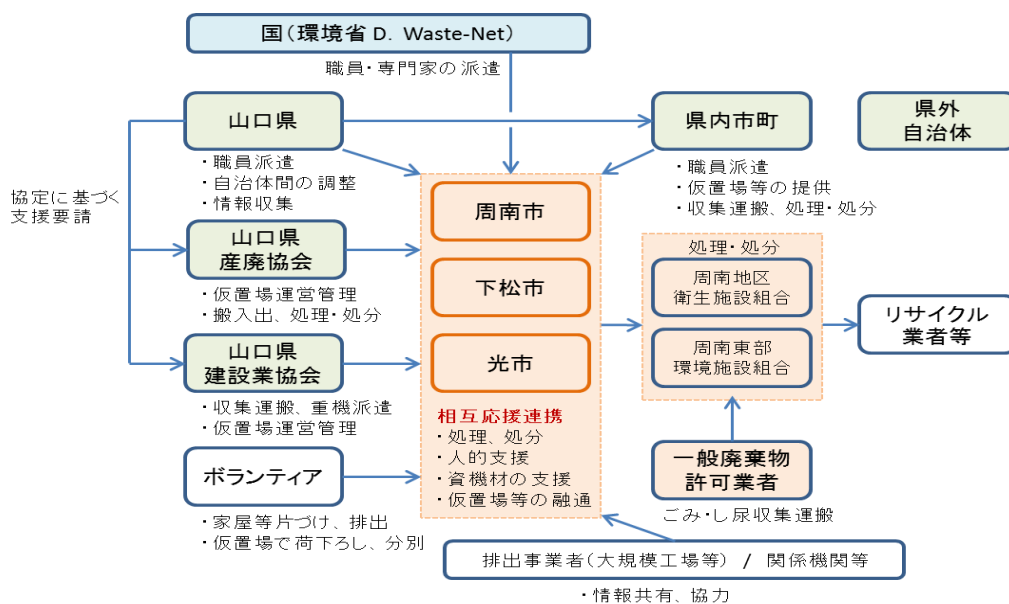 国(環境省 D. Waste-Net)
職員・専門家の派遣
山口県
県内市町
県外
自治体
・職員派遣
・自治体間の調整
・情報収集
・職員派遣
・仮置場等の提供
・収集運搬、処理・処分
協定に基づく
支援要請
周南市
下松市
光市
相互応援連携
・処理、処分
・人的支援
・資機材の支援
・仮置場等の融通
山口県
産廃協会
・仮置場運営管理
・搬入出、処理・処分
山口県
建設業協会
・収集運搬、重機派遣
・仮置場運営管理
ボランティア
・家屋等片づけ、排出
・仮置場で荷下ろし、分別
処理・処分
周南地区
衛生施設組合
周南東部
環境施設組合
リサイクル
業者等
一般廃棄物
許可業者
ごみ・し尿収集運搬
排出事業者(大規模工場等) / 関係機関等
・情報共有、協力